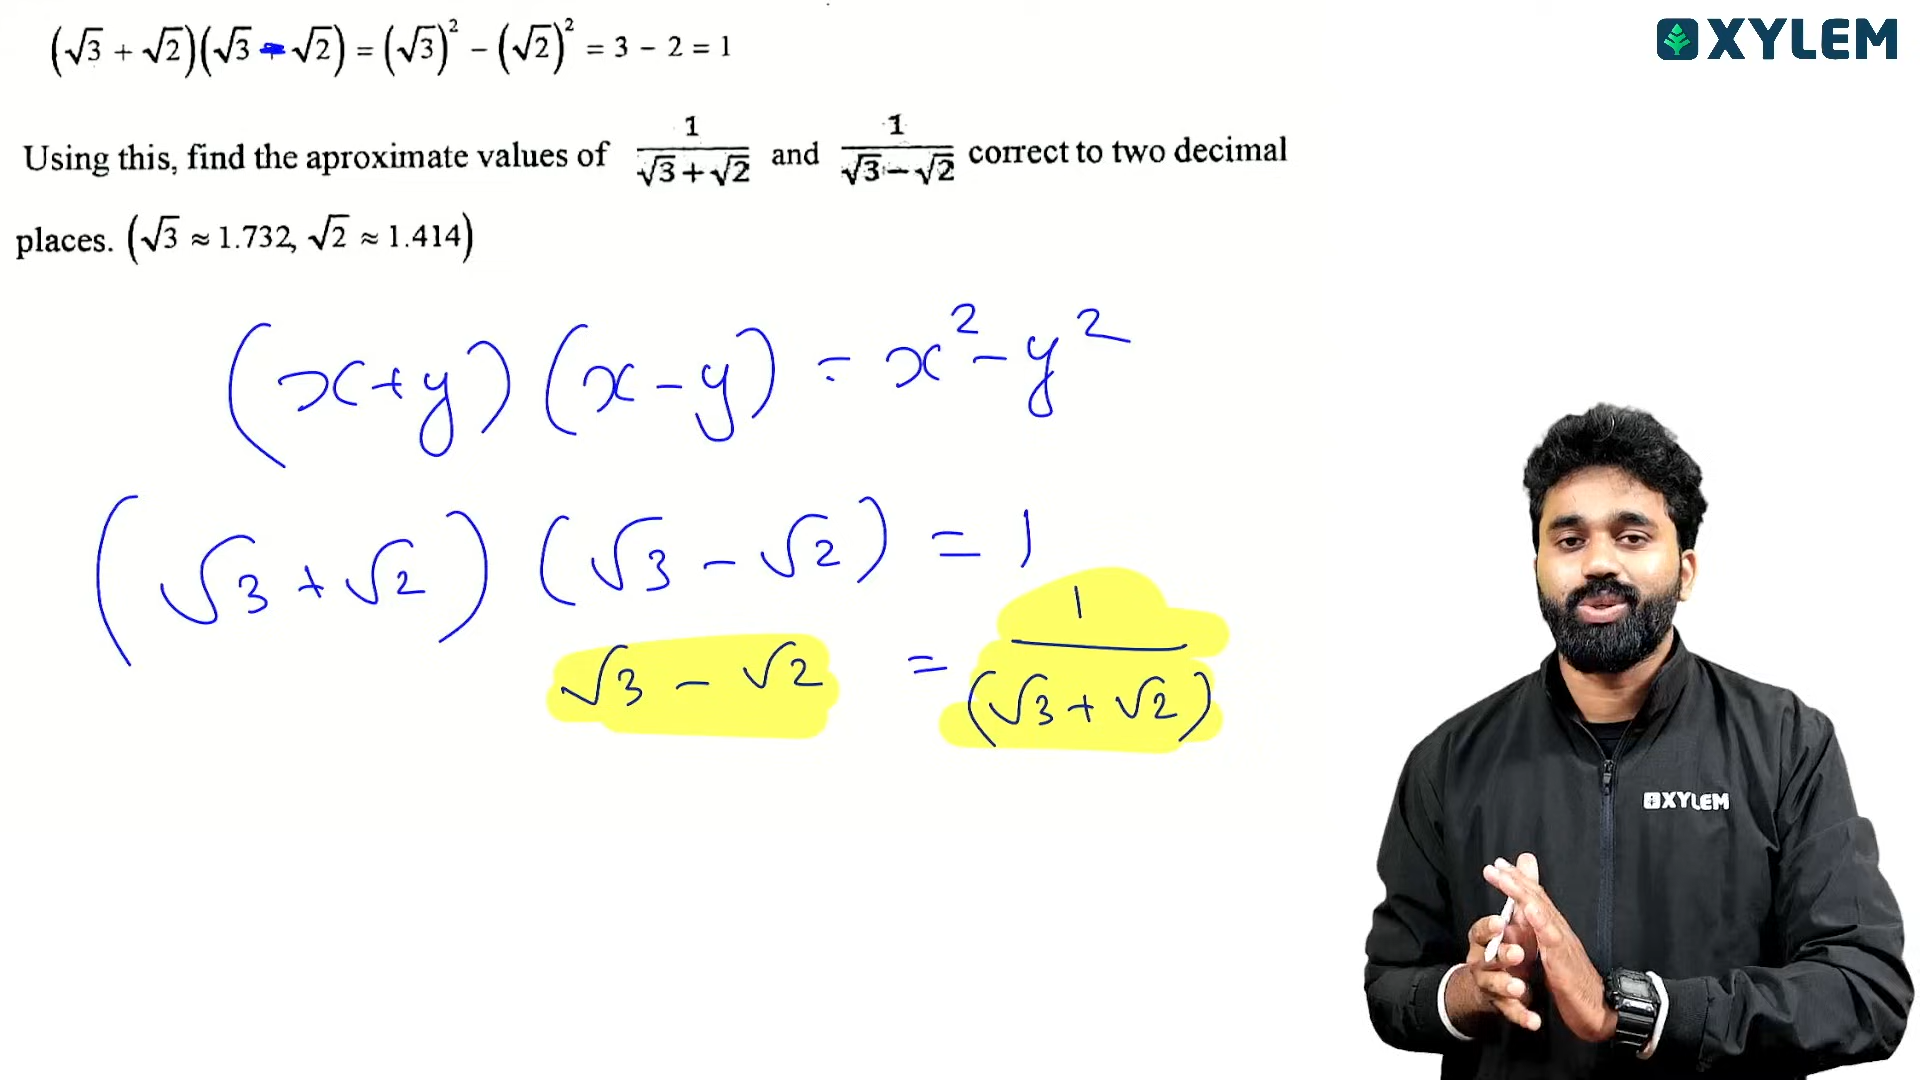 (√3 + √2)(√3 - √2) = (√3)² − (√2)² = 3 − 2 = 1
XYLEM
Using this, find the aproximate values of 1/(√3+√2) and 1/(√3−√2) correct to two decimal
places. (√3 ≈ 1.732, √2 ≈ 1.414)
(x+y)(x-y) = x²-y²
(√3+√2)(√3-√2) = 1
√3 - √2 = 1/(√3+√2)
XYLEM